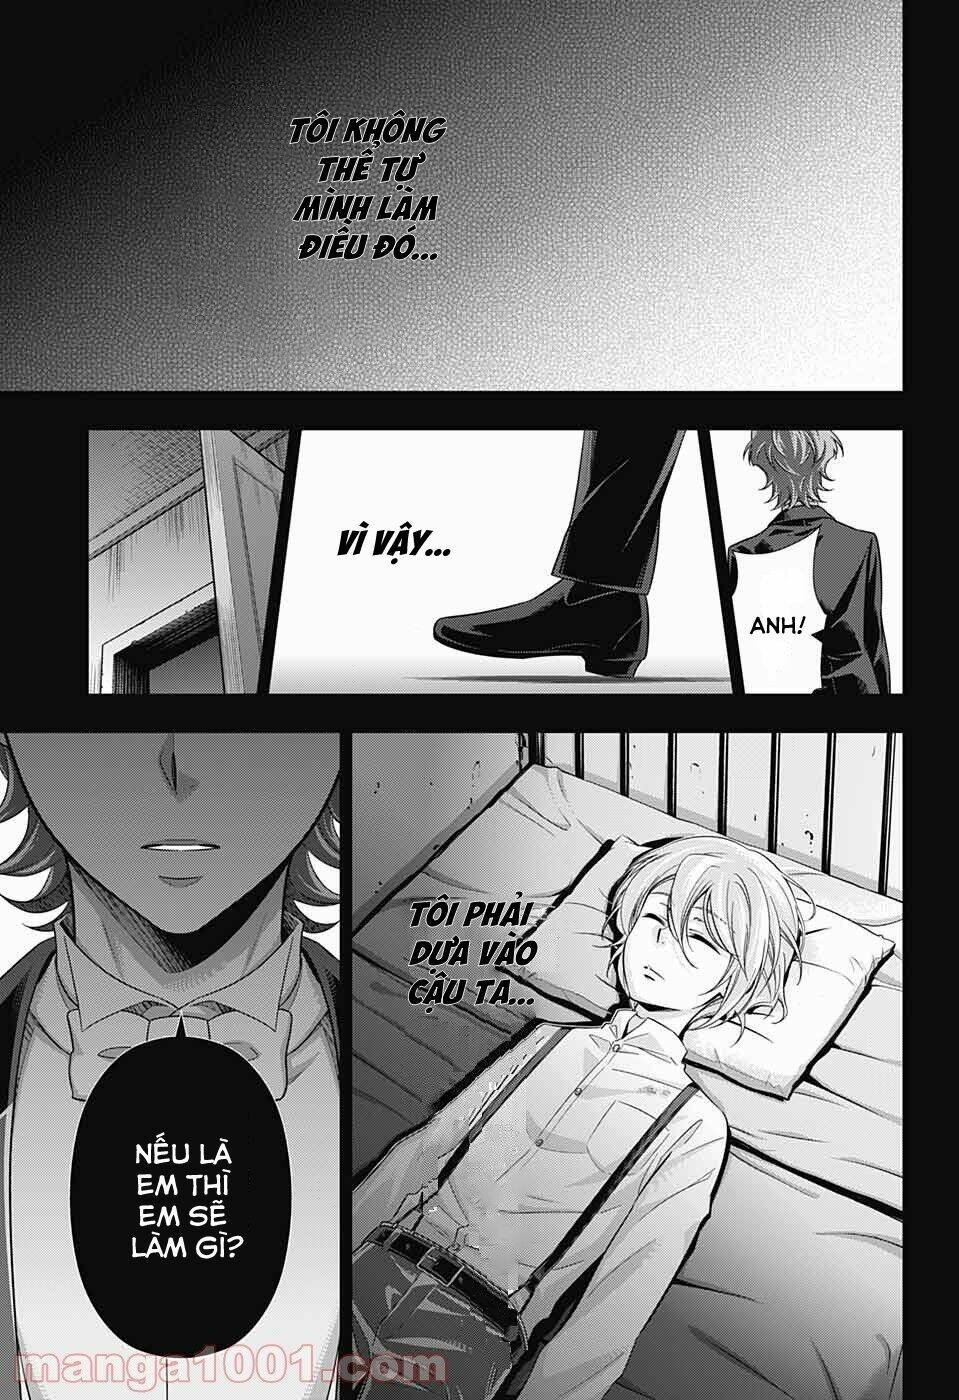 TÔI KHÔNG
THỂ TỰ
MÌNH LÀM
ĐIỀU ĐÓ...
ANH!
VÌ VẬY...
TÔI PHẢI
DỰA VÀO
CẬU TA...
NẾU LÀ
EM THÌ
EM SẼ
LÀM GÌ?
manga1001.com